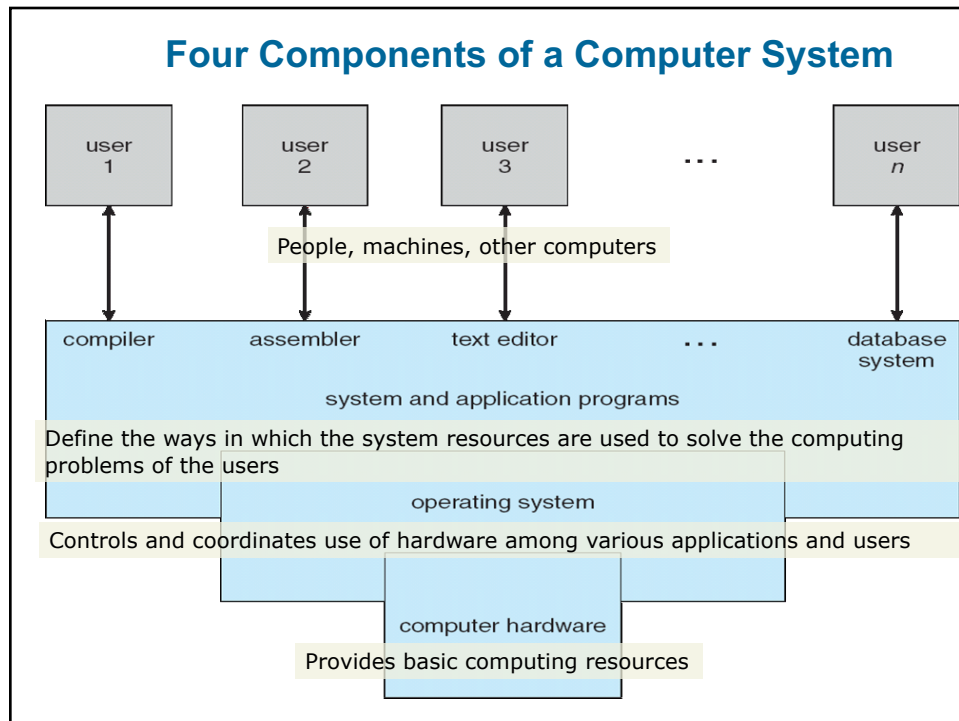 Four Components of a Computer System
user
1
user
2
user
3
...
user
n
People, machines, other computers
compiler
assembler
text editor
...
database
system
system and application programs
Define the ways in which the system resources are used to solve the computing
problems of the users
operating system
Controls and coordinates use of hardware among various applications and users
computer hardware
Provides basic computing resources